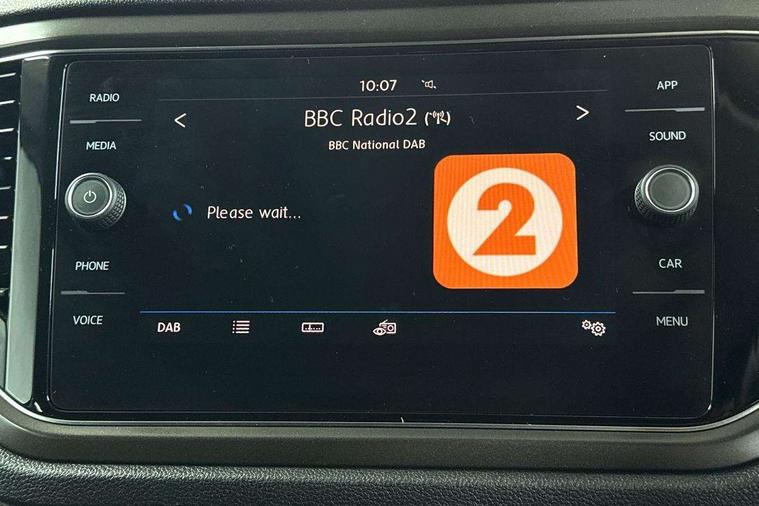 RADIO
MEDIA
PHONE
VOICE
10:07
BBC Radio2
BBC National DAB
Please wait...
2
DAB
APP
SOUND
CAR
MENU